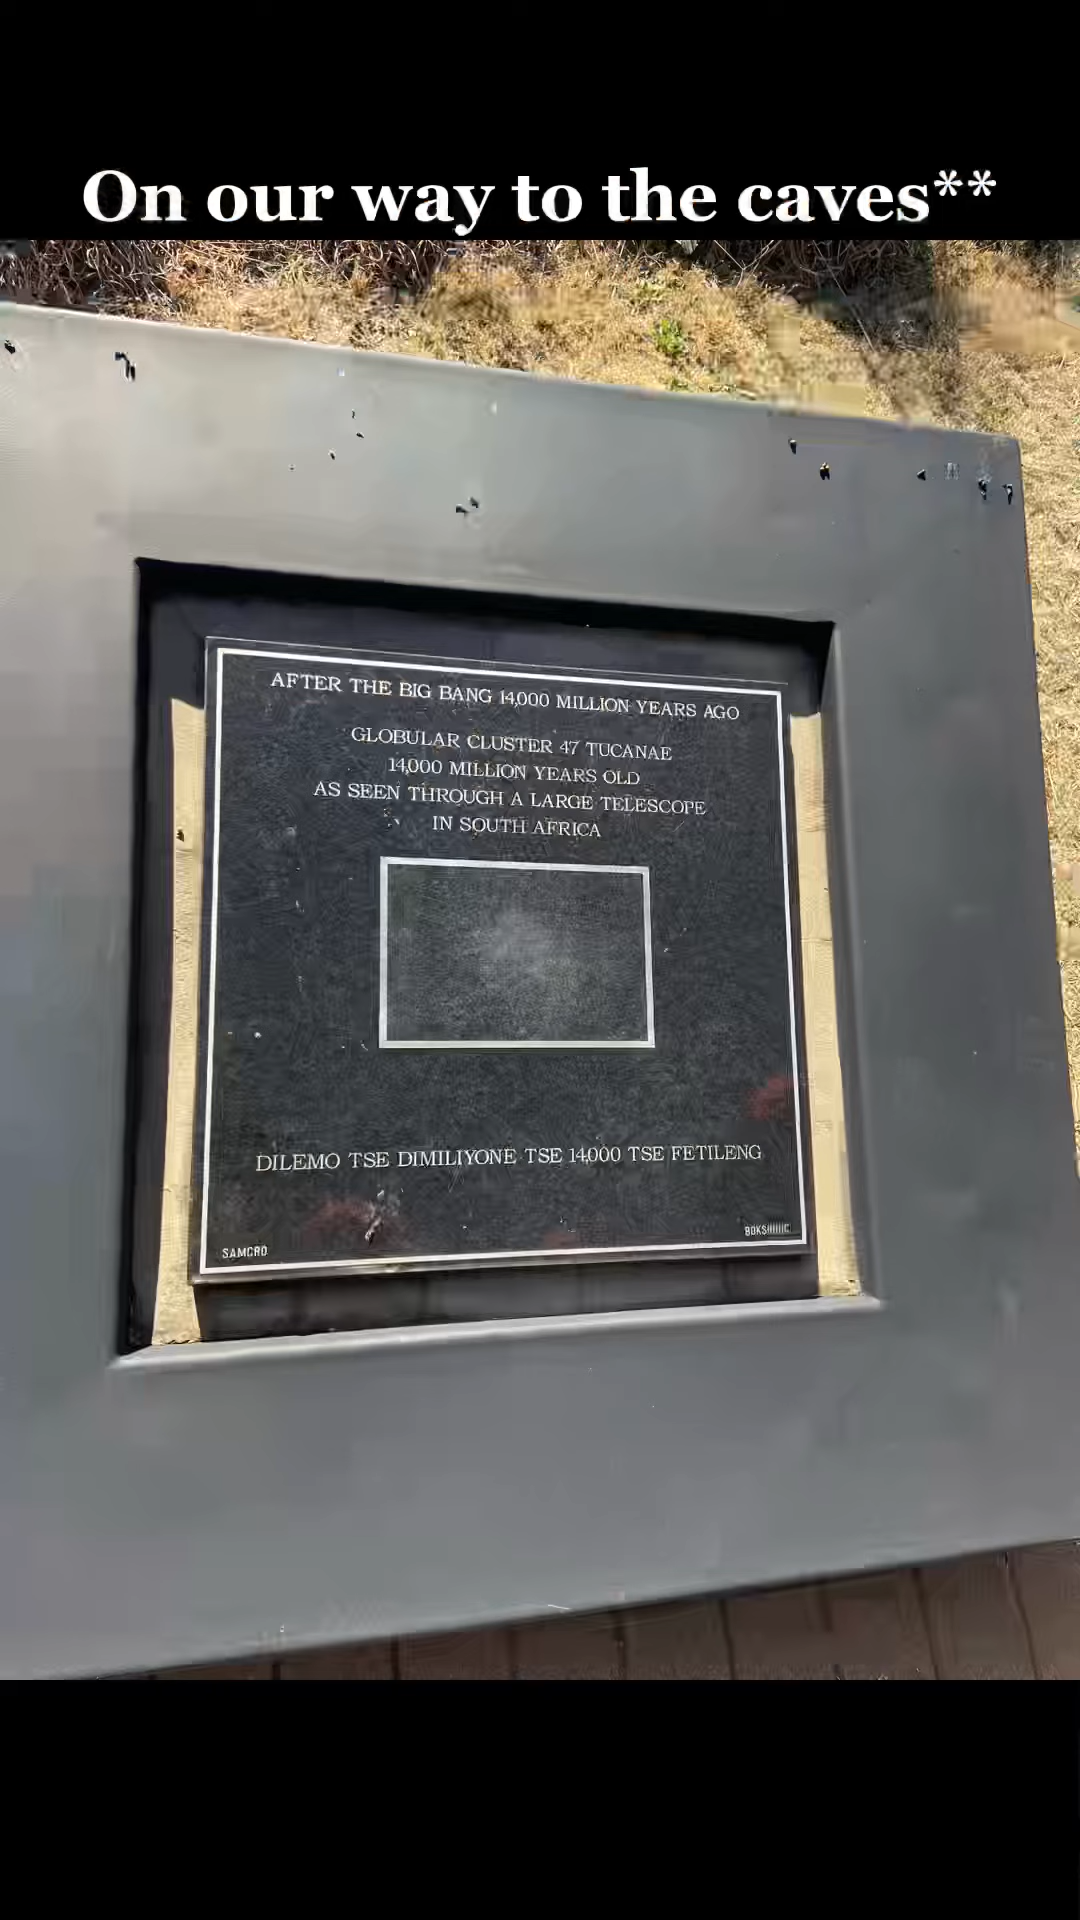 On our way to the caves**
AFTER THE BIG BANG 14,000 MILLION YEARS AGO
GLOBULAR CLUSTER 47 TUCANAE
14,000 MILLION YEARS OLD
AS SEEN THROUGH A LARGE TELESCOPE
IN SOUTH AFRICA
DILEMO TSE DIMILIYONE TSE 14,000 TSE FETILENG
SAMCRO